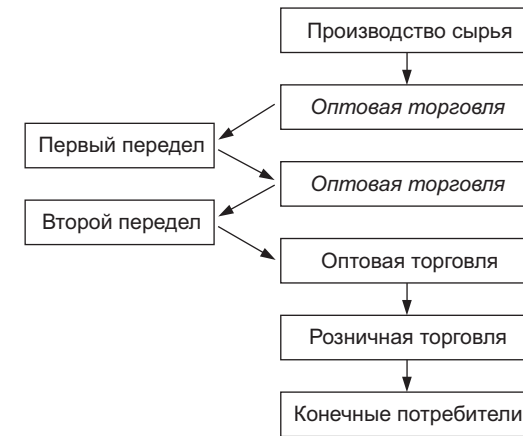 Производство сырья
Оптовая торговля
Первый передел
Оптовая торговля
Второй передел
Оптовая торговля
Розничная торговля
Конечные потребители